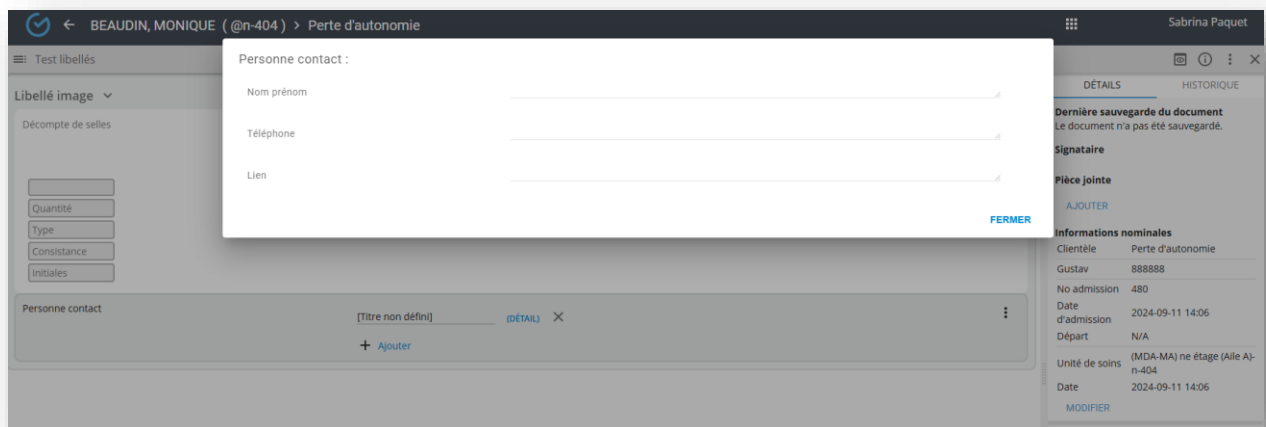 BEAUDIN, MONIQUE ( @n-404 ) > Perte d'autonomie
Sabrina Paquet
Test libellés
Libellé image
Décompte de selles
Quantité
Type
Consistance
Initiales
Personne contact
[Titre non défini]
(DÉTAIL)
+ Ajouter
Personne contact :
Nom prénom
Téléphone
Lien
FERMER
DÉTAILS
HISTORIQUE
Dernière sauvegarde du document
Le document n'a pas été sauvegardé.
Signataire
Pièce jointe
AJOUTER
Informations nominales
Clientèle Perte d'autonomie
Gustav 888888
No admission 480
Date
d'admission 2024-09-11 14:06
Départ N/A
Unité de soins (MDA-MA) ne étage (Aile A)-
n-404
Date 2024-09-11 14:06
MODIFIER